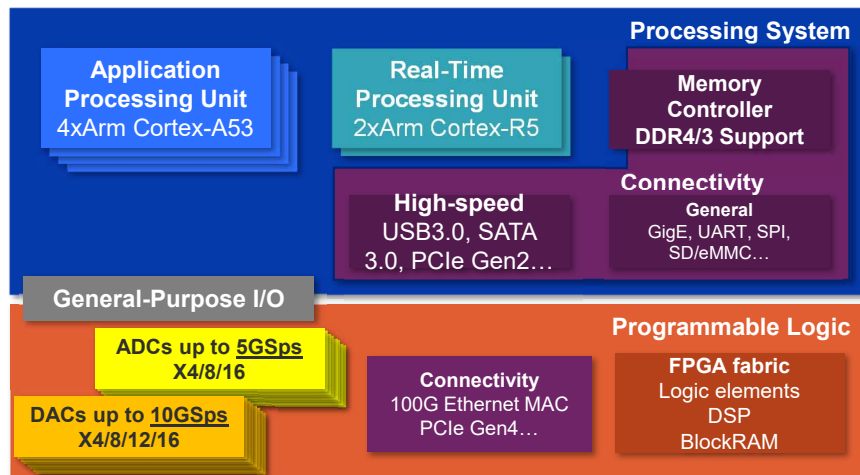 Processing System
Application
Processing Unit
4xArm Cortex-A53
Real-Time
Processing Unit
2xArm Cortex-R5
Memory
Controller
DDR4/3 Support
Connectivity
High-speed
USB3.0, SATA
3.0, PCIe Gen2…
General
GigE, UART, SPI,
SD/eMMC…
General-Purpose I/O
Programmable Logic
ADCs up to 5GSps
X4/8/16
DACs up to 10GSps
X4/8/12/16
Connectivity
100G Ethernet MAC
PCIe Gen4…
FPGA fabric
Logic elements
DSP
BlockRAM